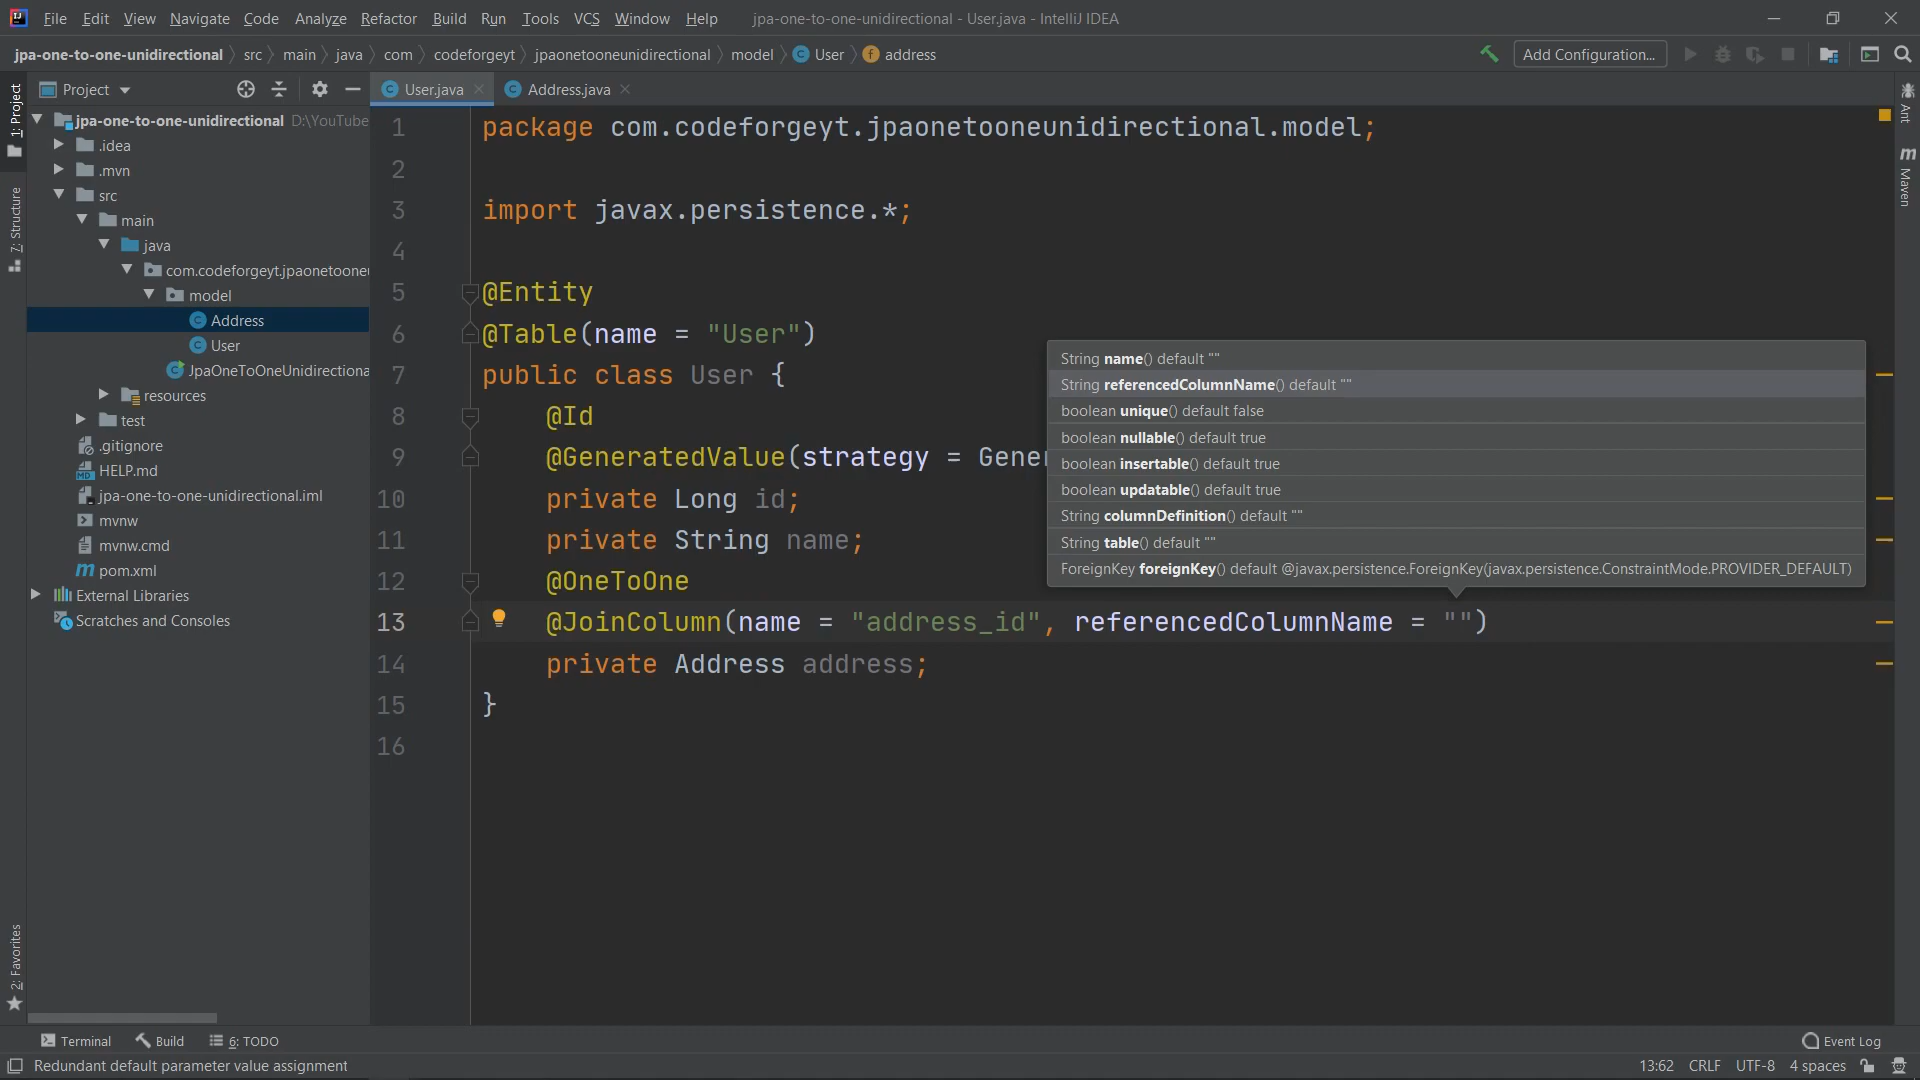 File Edit View Navigate Code Analyze Refactor Build Run Tools VCS Window Help jpa-one-to-one-unidirectional - User.java - IntelliJ IDEA
jpa-one-to-one-unidirectional src main java com codeforgeyt jpaonetooneunidirectional model User address Add Configuration...
Project
User.java
Address.java
1: Project
7: Structure
2: Favorites
jpa-one-to-one-unidirectional D:\YouTube
.idea
.mvn
src
main
java
com.codeforgeyt.jpaonetoone
model
Address
User
JpaOneToOneUnidirectiona
resources
test
.gitignore
HELP.md
jpa-one-to-one-unidirectional.iml
mvnw
mvnw.cmd
pom.xml
External Libraries
Scratches and Consoles
1 package com.codeforgeyt.jpaonetooneunidirectional.model;
2
3 import javax.persistence.*;
4
5 @Entity
6 @Table(name = "User")
7 public class User {
8 @Id
9 @GeneratedValue(strategy = Gener
10 private Long id;
11 private String name;
12 @OneToOne
13 @JoinColumn(name = "address_id", referencedColumnName = "")
14 private Address address;
15 }
16
String name() default ""
String referencedColumnName() default ""
boolean unique() default false
boolean nullable() default true
boolean insertable() default true
boolean updatable() default true
String columnDefinition() default ""
String table() default ""
ForeignKey foreignKey() default @javax.persistence.ForeignKey(javax.persistence.ConstraintMode.PROVIDER_DEFAULT)
Ant
Maven
Terminal Build 6: TODO Event Log
Redundant default parameter value assignment 13:62 CRLF UTF-8 4 spaces